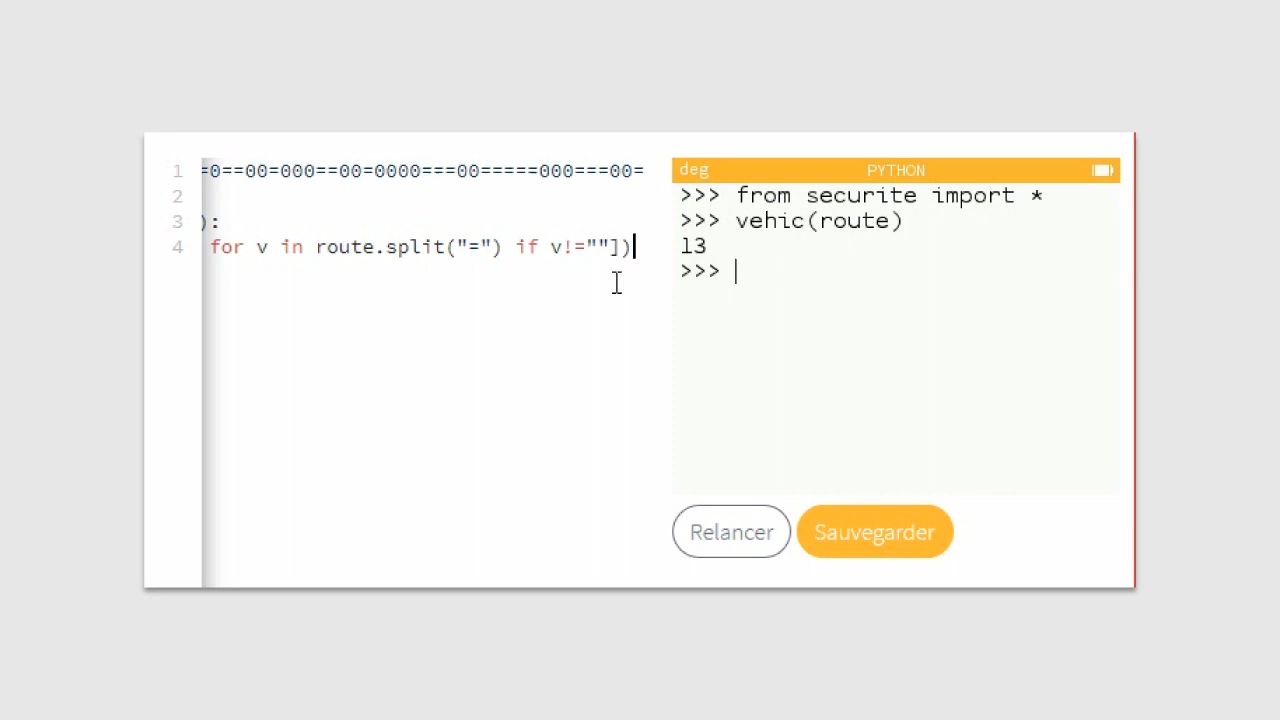 1 =0==00=000==00=0000===00=====000===00=
2
3 ):
4 for v in route.split("=") if v!=""])
deg PYTHON
>>> from securite import *
>>> vehic(route)
13
>>>
Relancer Sauvegarder